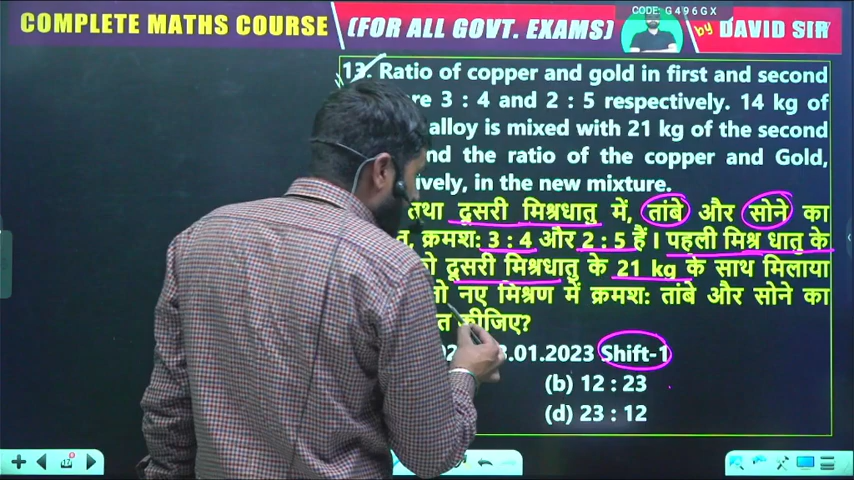 CODE: G496GX
COMPLETE MATHS COURSE (FOR ALL GOVT. EXAMS) by DAVID SIR
13. Ratio of copper and gold in first and second
3 : 4 and 2 : 5 respectively. 14 kg of
alloy is mixed with 21 kg of the second
the ratio of the copper and Gold,
in the new mixture.
तथा दूसरी मिश्रधातु में, तांबे और सोने का
क्रमश: 3 : 4 और 2 : 5 हैं । पहली मिश्र धातु के
दूसरी मिश्रधातु के 21 kg के साथ मिलाया
नए मिश्रण में क्रमश: तांबे और सोने का
कीजिए?
.01.2023 Shift-1
(b) 12 : 23
(d) 23 : 12